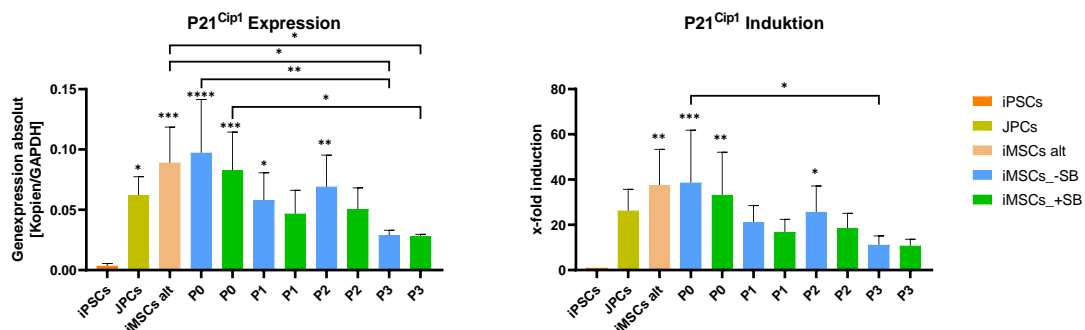 P21Cip1 Expression
*
*
**
*
Genexpression absolut
[Kopien/GAPDH]
0.15
0.10
0.05
0.00
*
***
****
***
*
**
iPSCs
JPCs
iMSCs alt
P0
P0
P1
P1
P2
P2
P3
P3
P21Cip1 Induktion
*
x-fold induction
80
60
40
20
0
**
***
**
*
iPSCs
JPCs
iMSCs alt
P0
P0
P1
P1
P2
P2
P3
P3
iPSCs
JPCs
iMSCs alt
iMSCs_-SB
iMSCs_+SB